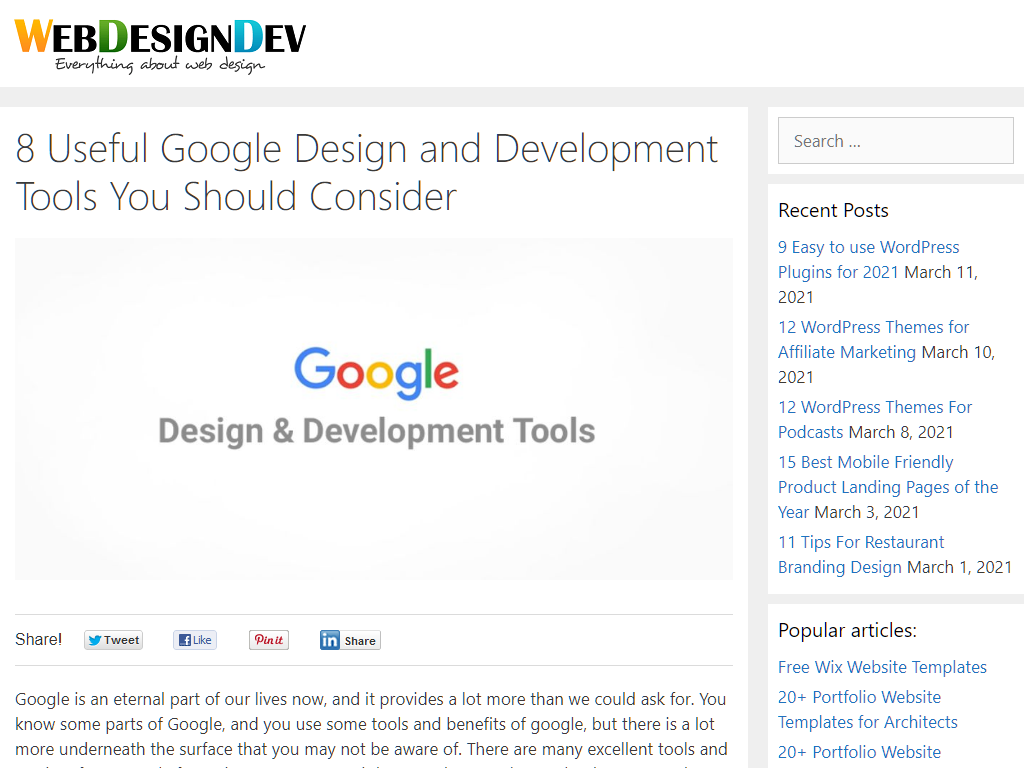 WEBDESIGNDEV
Everything about web design
8 Useful Google Design and Development
Tools You Should Consider
Google
Design & Development Tools
Share!
Tweet
Like
Pin it
in Share
Google is an eternal part of our lives now, and it provides a lot more than we could ask for. You
know some parts of Google, and you use some tools and benefits of google, but there is a lot
more underneath the surface that you may not be aware of. There are many excellent tools and
Search ...
Recent Posts
9 Easy to use WordPress
Plugins for 2021 March 11,
2021
12 WordPress Themes for
Affiliate Marketing March 10,
2021
12 WordPress Themes For
Podcasts March 8, 2021
15 Best Mobile Friendly
Product Landing Pages of the
Year March 3, 2021
11 Tips For Restaurant
Branding Design March 1, 2021
Popular articles:
Free Wix Website Templates
20+ Portfolio Website
Templates for Architects
20+ Portfolio Website